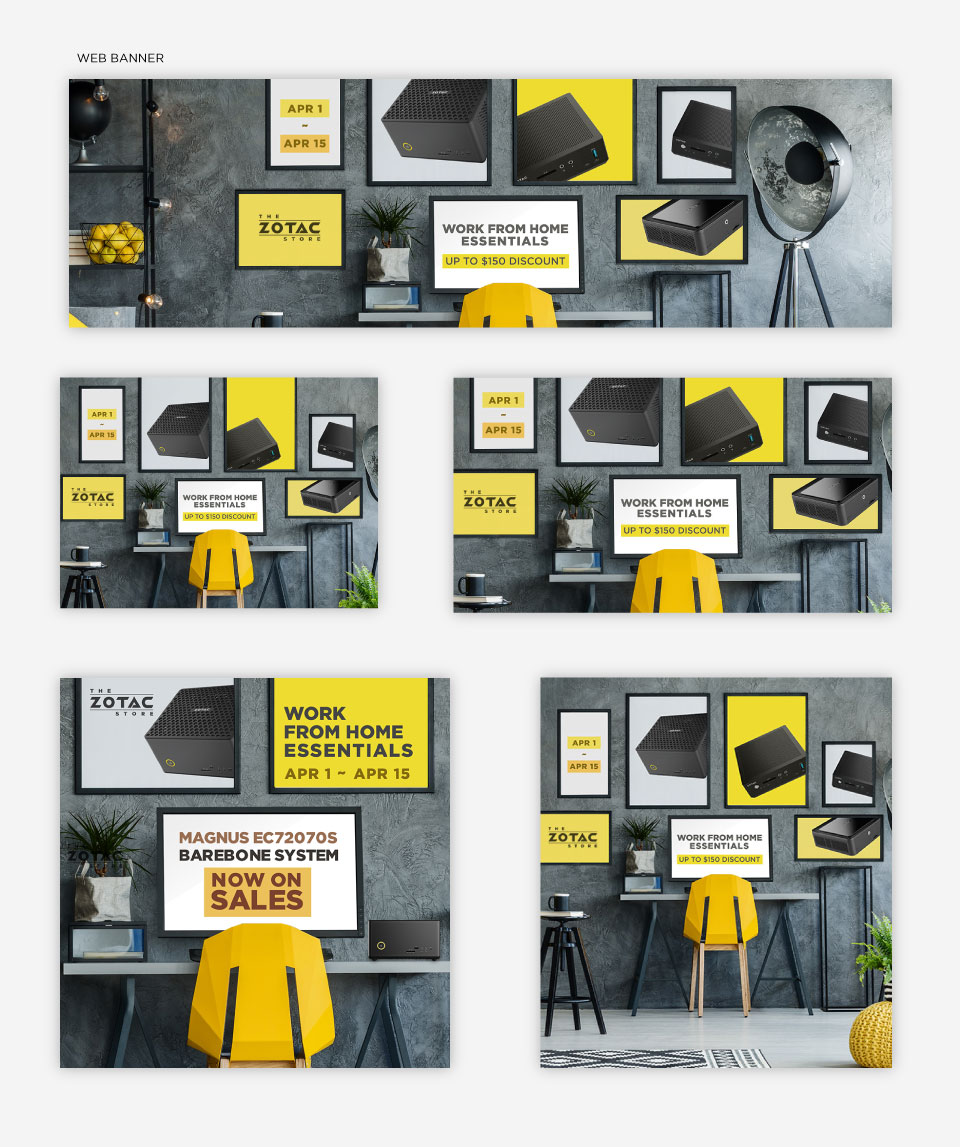 WEB BANNER
APR 1
~
APR 15
THE
ZOTAC
STORE
WORK FROM HOME
ESSENTIALS
UP TO $150 DISCOUNT
APR 1
~
APR 15
THE
ZOTAC
STORE
WORK FROM HOME
ESSENTIALS
UP TO $150 DISCOUNT
APR 1
~
APR 15
THE
ZOTAC
STORE
WORK FROM HOME
ESSENTIALS
UP TO $150 DISCOUNT
THE
ZOTAC
STORE
WORK
FROM HOME
ESSENTIALS
APR 1 ~ APR 15
MAGNUS EC72070S
BAREBONE SYSTEM
NOW ON
SALES
THE
ZOTAC
APR 1
~
APR 15
THE
ZOTAC
STORE
WORK FROM HOME
ESSENTIALS
UP TO $150 DISCOUNT